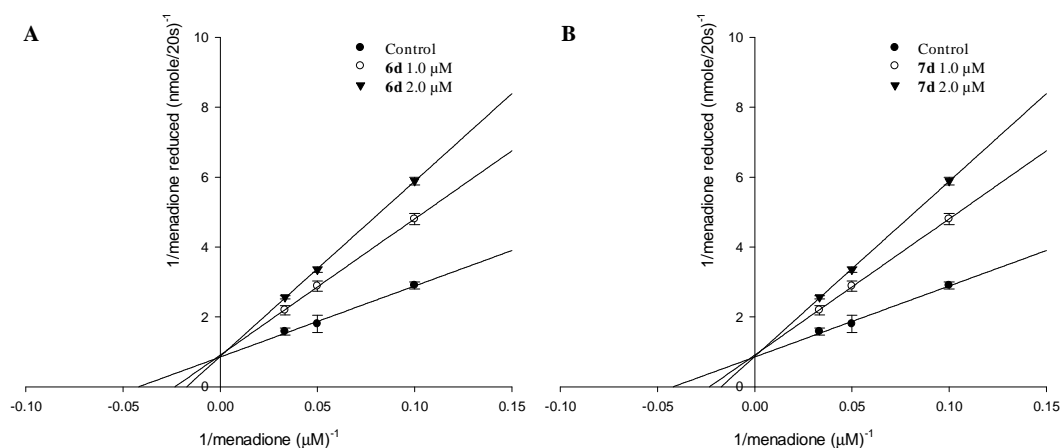 A
1/menadione reduced (nmole/20s)-1
10
8
6
4
2
0
Control
6d 1.0 µM
6d 2.0 µM
-0.10
-0.05
0.00
0.05
0.10
0.15
1/menadione (µM)-1
B
1/menadione reduced (nmole/20s)-1
10
8
6
4
2
0
Control
7d 1.0 µM
7d 2.0 µM
-0.10
-0.05
0.00
0.05
0.10
0.15
1/menadione (µM)-1